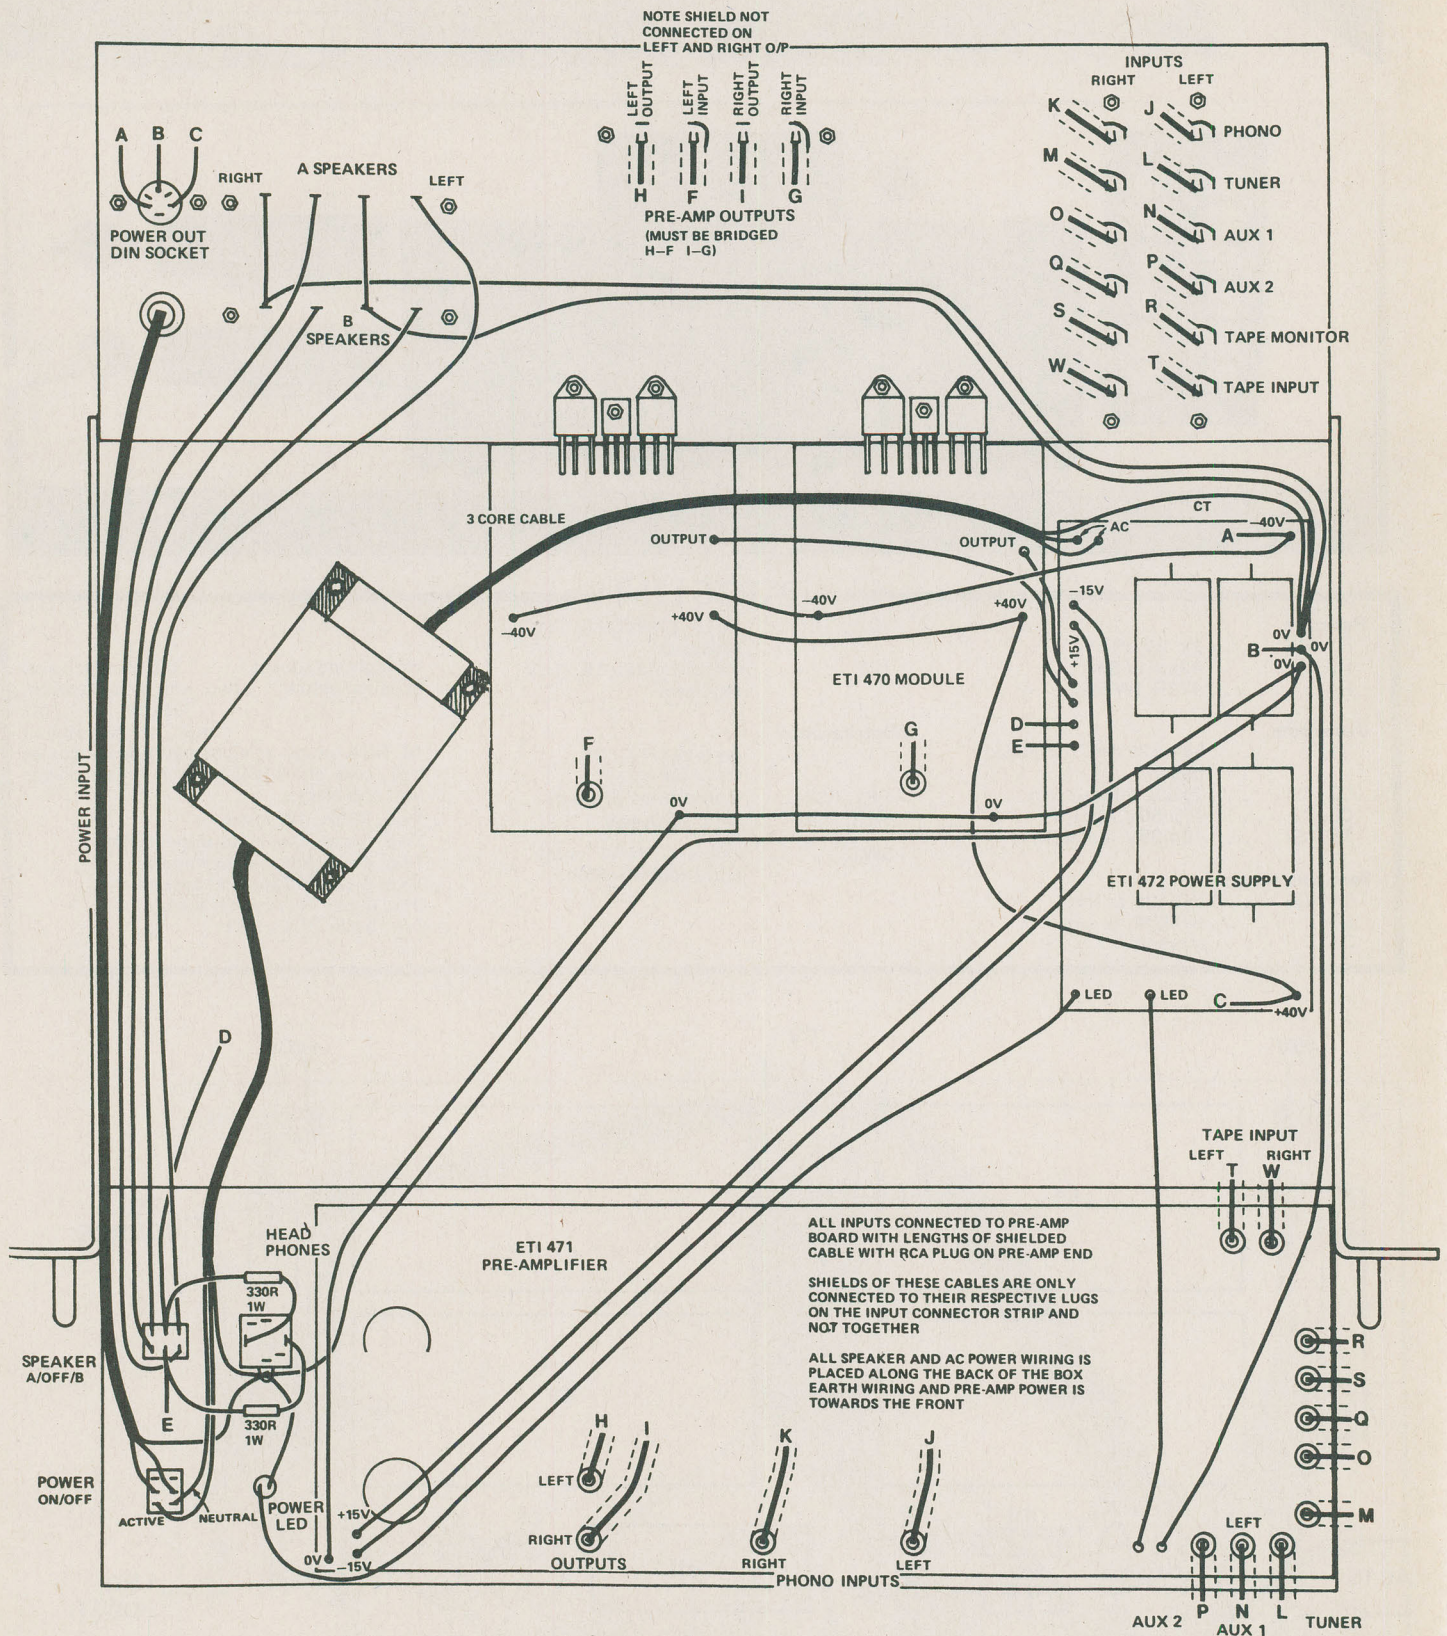 NOTE SHIELD NOT
CONNECTED ON
LEFT AND RIGHT O/P
LEFT
OUTPUT
LEFT
INPUT
RIGHT
OUTPUT
RIGHT
INPUT
H
F
I
G
PRE-AMP OUTPUTS
(MUST BE BRIDGED
H–F I–G)
INPUTS
RIGHT LEFT
K J PHONO
M L TUNER
O N AUX 1
Q P AUX 2
S R TAPE MONITOR
W T TAPE INPUT
A B C
POWER OUT
DIN SOCKET
RIGHT
A SPEAKERS
LEFT
B
SPEAKERS
3 CORE CABLE
OUTPUT
OUTPUT
AC
CT
–40V
A
–40V
+40V
–40V
+40V
–15V
+15V
0V
B
0V
0V
ETI 470 MODULE
D
E
F
G
0V
0V
POWER INPUT
ETI 472 POWER SUPPLY
LED
LED
C
+40V
D
TAPE INPUT
LEFT RIGHT
T W
HEAD
PHONES
ETI 471
PRE-AMPLIFIER
ALL INPUTS CONNECTED TO PRE-AMP
BOARD WITH LENGTHS OF SHIELDED
CABLE WITH RCA PLUG ON PRE-AMP END
SHIELDS OF THESE CABLES ARE ONLY
CONNECTED TO THEIR RESPECTIVE LUGS
ON THE INPUT CONNECTOR STRIP AND
NOT TOGETHER
ALL SPEAKER AND AC POWER WIRING IS
PLACED ALONG THE BACK OF THE BOX
EARTH WIRING AND PRE-AMP POWER IS
TOWARDS THE FRONT
330R
1W
SPEAKER
A/OFF/B
E
330R
1W
POWER
ON/OFF
ACTIVE
NEUTRAL
POWER
LED
+15V
0V
–15V
H
I
LEFT
RIGHT
OUTPUTS
K
RIGHT
J
LEFT
PHONO INPUTS
R
S
Q
O
M
LEFT
P N L
AUX 2
AUX 1
TUNER